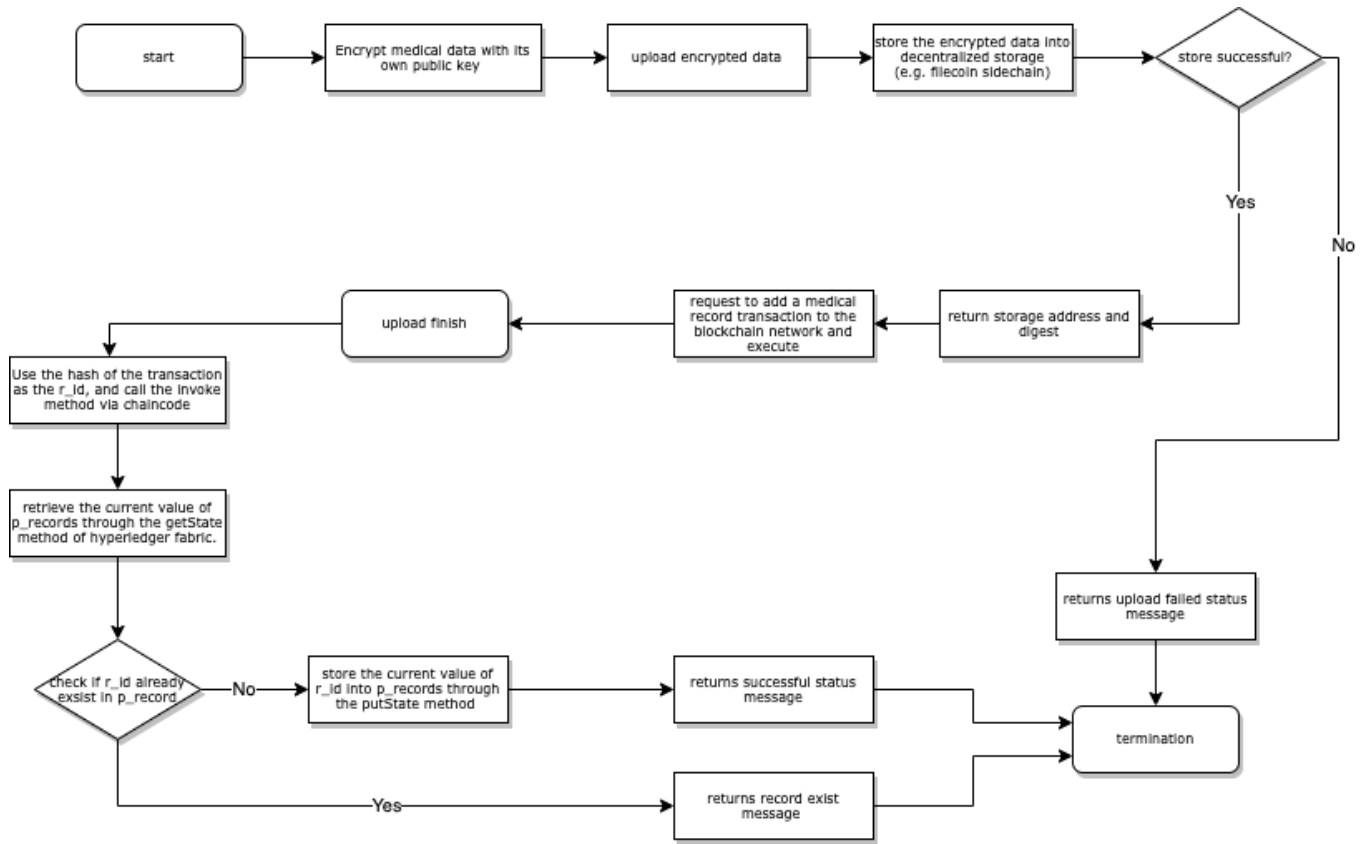 start
Encrypt medical data with its
own public key
upload encrypted data
store the encrypted data into
decentralized storage
(e.g. filecoin sidechain)
store successful?
Yes
No
return storage address and
digest
request to add a medical
record transaction to the
blockchain network and
execute
upload finish
Use the hash of the transaction
as the r_id, and call the invoke
method via chaincode
retrieve the current value of
p_records through the getState
method of hyperledger fabric.
check if r_id already
exsist in p_record
No
store the current value of
r_id into p_records through
the putState method
returns successful status
message
Yes
returns record exist
message
returns upload failed status
message
termination